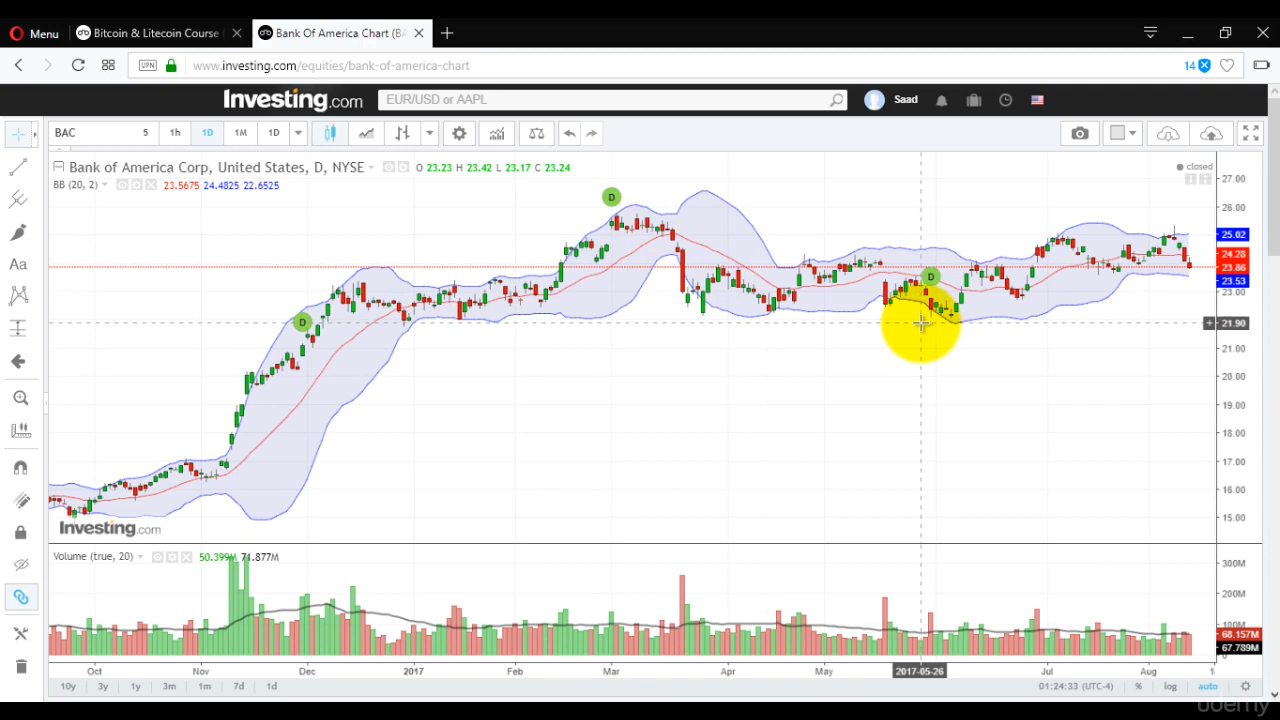 Menu
Bitcoin & Litecoin Course
Bank Of America Chart (BA
VPN
www.investing.com/equities/bank-of-america-chart
14
Investing.com
EUR/USD or AAPL
Saad
BAC
5
1h
1D
1M
1D
Bank of America Corp, United States, D, NYSE
O 23.23 H 23.42 L 23.17 C 23.24
closed
BB (20, 2)
23.5675 24.4825 22.6525
Aa
D
D
D
27.00
26.00
25.02
24.28
23.86
23.53
23.00
21.90
21.00
20.00
19.00
18.00
17.00
16.00
15.00
Investing.com
Volume (true, 20)
50.399M 71.877M
300M
200M
100M
68.157M
67.789M
Oct
Nov
Dec
2017
Feb
Mar
Apr
May
2017-05-26
Jul
Aug
10y
3y
1y
3m
1m
7d
1d
01:24:33 (UTC-4)
%
log
auto
udemy